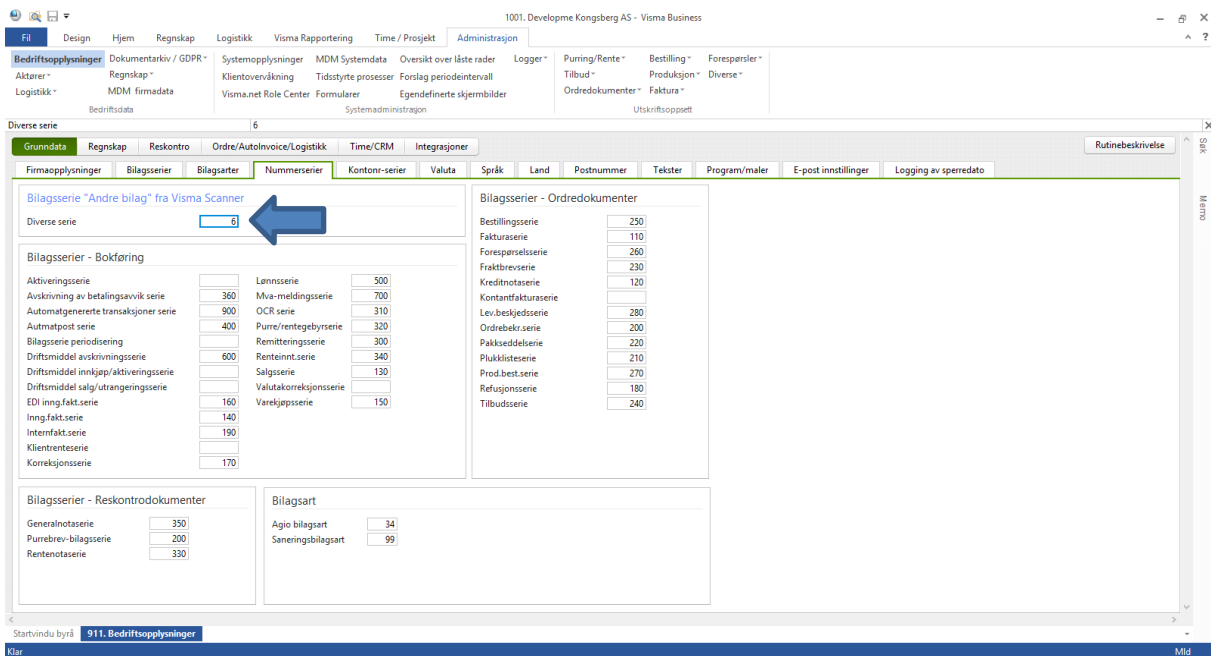 1001. Developme Kongsberg AS - Visma Business
Fil Design Hjem Regnskap Logistikk Visma Rapportering Time / Prosjekt Administrasjon
Bedriftsopplysninger Dokumentarkiv / GDPR Systemopplysninger MDM Systemdata Oversikt over låste rader Logger Purring/Rente Bestilling Forespørsler
Aktører Regnskap Klientovervåkning Tidsstyrte prosesser Forslag periodeintervall Tilbud Produksjon Diverse
Logistikk MDM firmadata Visma.net Role Center Formularer Egendefinerte skjermbilder Ordredokumenter Faktura
Bedriftsdata Systemadministrasjon Utskriftsoppsett
Diverse serie 6
Grunndata Regnskap Reskontro Ordre/AutoInvoice/Logistikk Time/CRM Integrasjoner Rutinebeskrivelse
Firmaopplysninger Bilagsserier Bilagsarter Nummerserier Kontonr-serier Valuta Språk Land Postnummer Tekster Program/maler E-post innstillinger Logging av sperredato
Søk
Memo
Bilagsserie "Andre bilag" fra Visma Scanner
Diverse serie 6
Bilagsserier - Bokføring
Aktiveringsserie Lønnsserie 500
Avskrivning av betalingsavvik serie 360 Mva-meldingsserie 700
Automatgenererte transaksjoner serie 900 OCR serie 310
Autmatpost serie 400 Purre/rentegebyrserie 320
Bilagsserie periodisering Remitteringsserie 300
Driftsmiddel avskrivningsserie 600 Renteinnt.serie 340
Driftsmiddel innkjøp/aktiveringsserie Salgsserie 130
Driftsmiddel salg/utrangeringsserie Valutakorreksjonsserie
EDI inng.fakt.serie 160 Varekjøpsserie 150
Inng.fakt.serie 140
Internfakt.serie 190
Klientrenteserie
Korreksjonsserie 170
Bilagsserier - Ordredokumenter
Bestillingsserie 250
Fakturaserie 110
Forespørselsserie 260
Fraktbrevserie 230
Kreditnotaserie 120
Kontantfakturaserie
Lev.beskjedsserie 280
Ordrebekr.serie 200
Pakkseddelserie 220
Plukklisteserie 210
Prod.best.serie 270
Refusjonsserie 180
Tilbudsserie 240
Bilagsserier - Reskontrodokumenter
Generalnotaserie 350
Purrebrev-bilagsserie 200
Rentenotaserie 330
Bilagsart
Agio bilagsart 34
Saneringsbilagsart 99
Startvindu byrå 911. Bedriftsopplysninger
Klar Mld